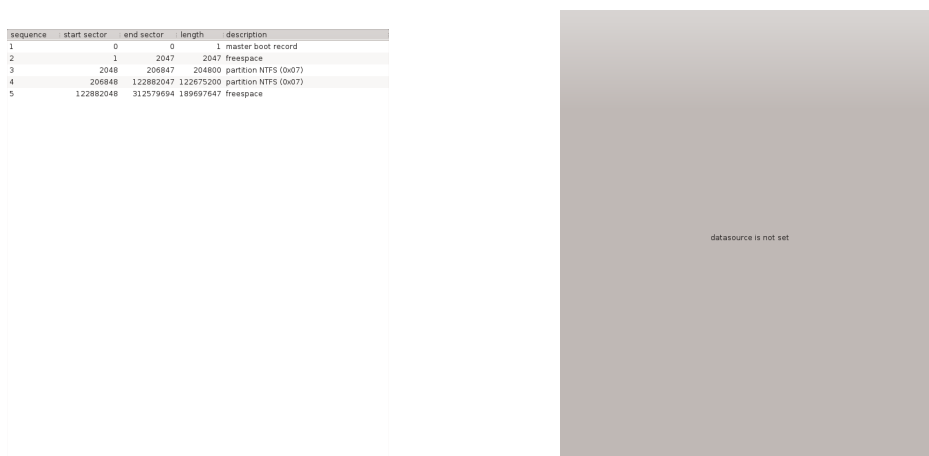 sequence start sector end sector length description
1 0 0 1 master boot record
2 1 2047 2047 freespace
3 2048 206847 204800 partition NTFS (0x07)
4 206848 122882047 122675200 partition NTFS (0x07)
5 122882048 312579694 189697647 freespace
datasource is not set